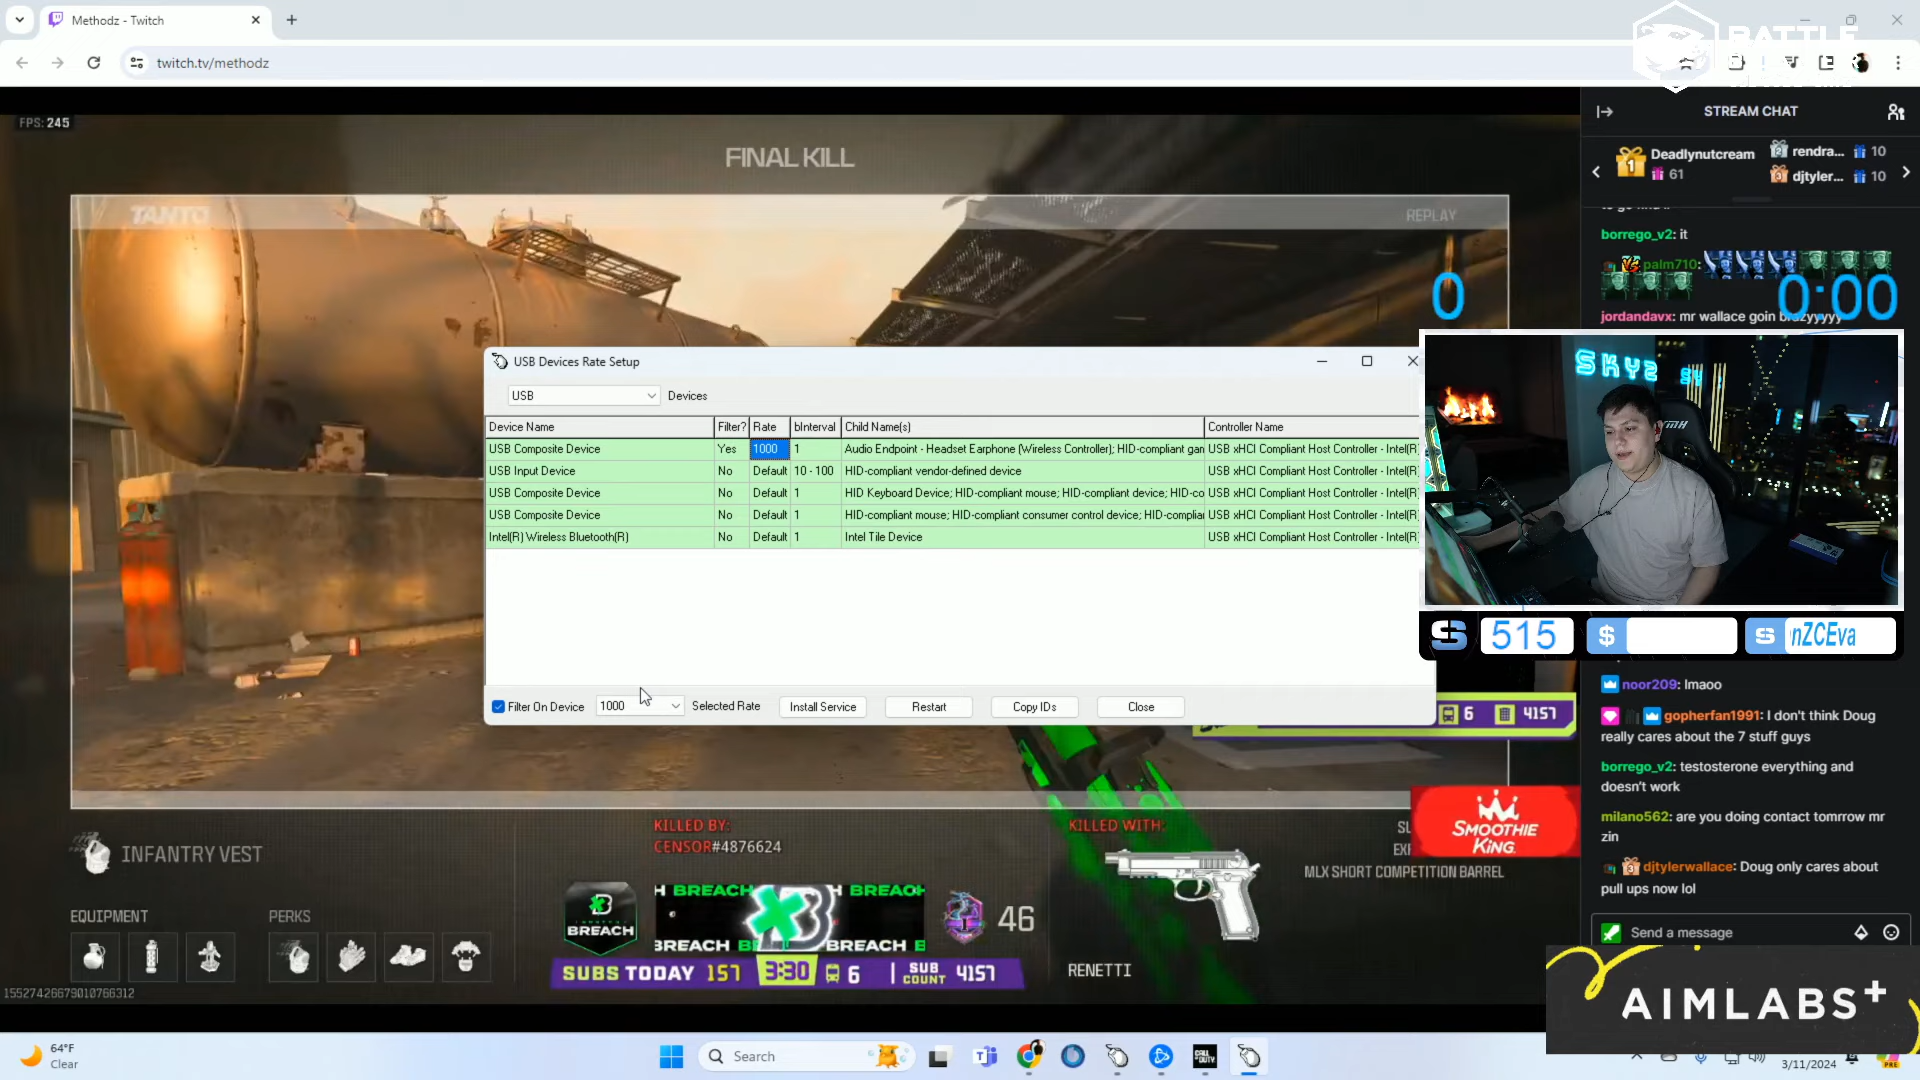 Methodz - Twitch
twitch.tv/methodz
BATTLE
FPS: 245
FINAL KILL
TANTO
REPLAY
0
STREAM CHAT
Deadlynutcream
61
rendra... 10
djtyler... 10
borrego_v2: it
palm710:
0:00
jordandavx: mr wallace goin brazyyyyy
SKYZ
USB Devices Rate Setup
USB Devices
Device Name Filter? Rate bInterval Child Name(s) Controller Name
USB Composite Device Yes 1000 1 Audio Endpoint - Headset Earphone (Wireless Controller); HID-compliant gam USB xHCI Compliant Host Controller - Intel(R)
USB Input Device No Default 10 - 100 HID-compliant vendor-defined device USB xHCI Compliant Host Controller - Intel(R)
USB Composite Device No Default 1 HID Keyboard Device; HID-compliant mouse; HID-compliant device; HID-co USB xHCI Compliant Host Controller - Intel(R)
USB Composite Device No Default 1 HID-compliant mouse; HID-compliant consumer control device; HID-complia USB xHCI Compliant Host Controller - Intel(R)
Intel(R) Wireless Bluetooth(R) No Default 1 Intel Tile Device USB xHCI Compliant Host Controller - Intel(R)
Filter On Device 1000 Selected Rate Install Service Restart Copy IDs Close
515
$
nZCEva
6 4157
noor209: lmaoo
gopherfan1991: I don't think Doug
really cares about the 7 stuff guys
borrego_v2: testosterone everything and
doesn't work
milano562: are you doing contact tomrrow mr
zin
djtylerwallace: Doug only cares about
pull ups now lol
Send a message
SMOOTHIE
KING.
AIMLABS+
INFANTRY VEST
KILLED BY:
CENSOR#4876624
KILLED WITH:
MLX SHORT COMPETITION BARREL
EQUIPMENT
PERKS
BREACH
46
RENETTI
SUBS TODAY 157 3:30 6 SUB COUNT 4157
15527426679010766312
64°F
Clear
Search
3/11/2024